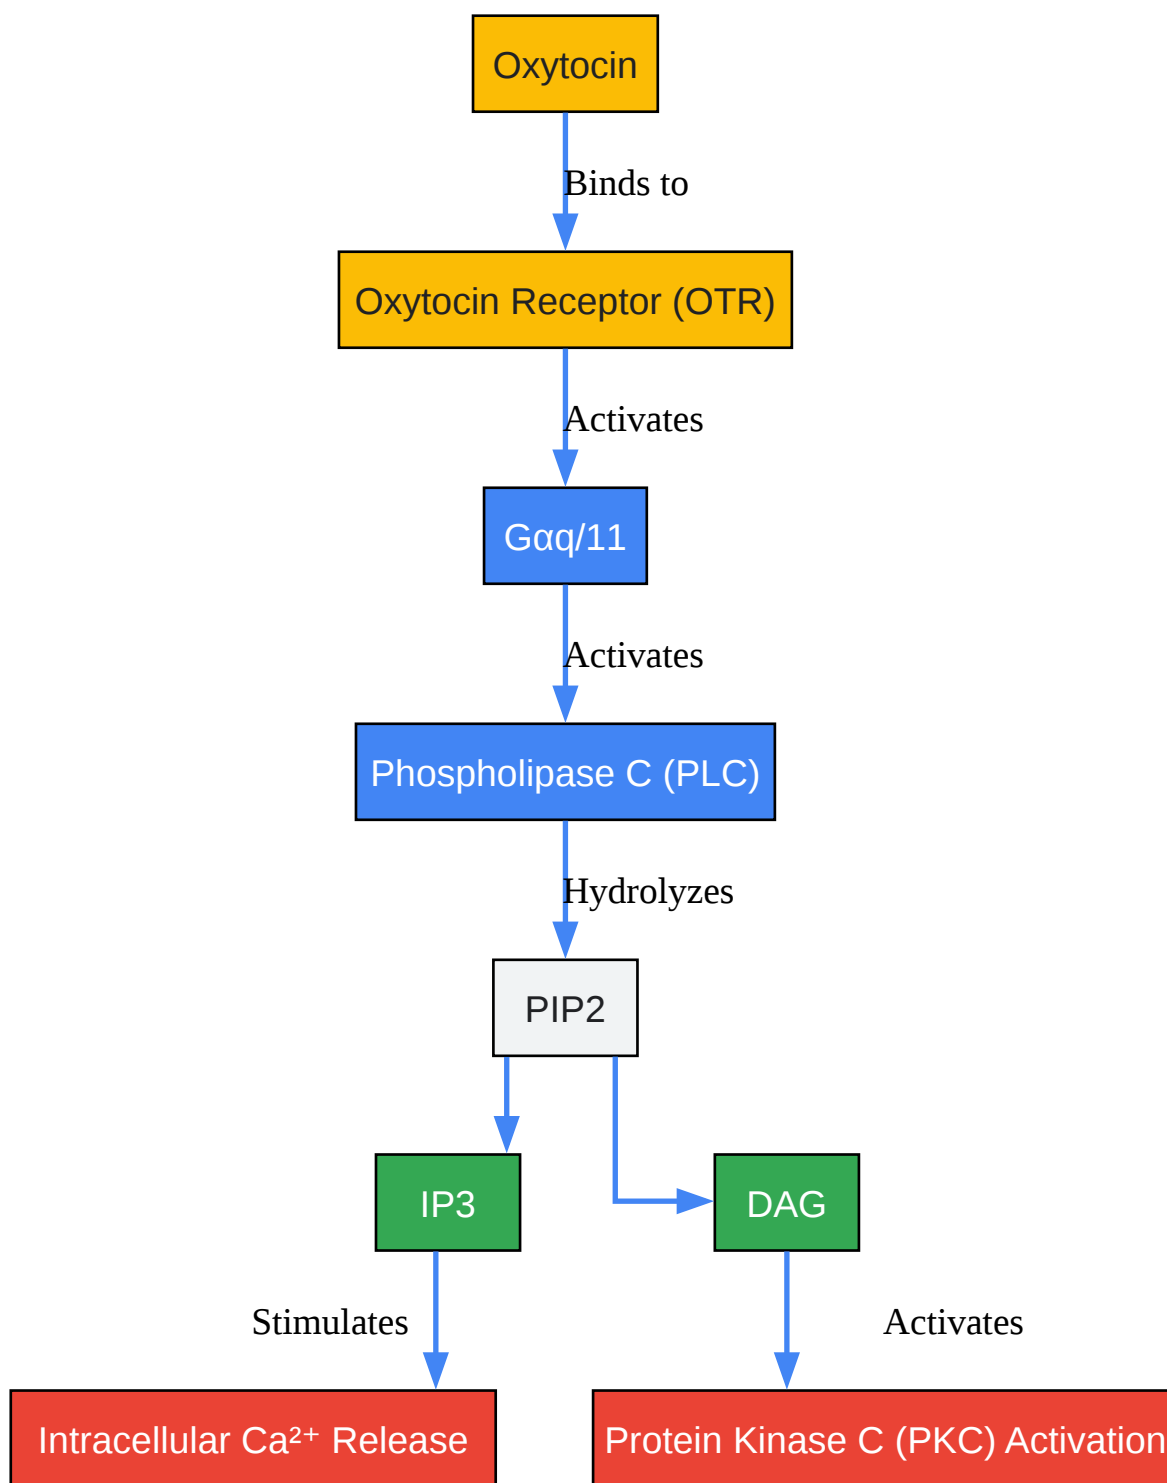 Oxytocin
Binds to
Oxytocin Receptor (OTR)
Activates
Gαq/11
Activates
Phospholipase C (PLC)
Hydrolyzes
PIP2
IP3
DAG
Stimulates
Activates
Intracellular Ca²⁺ Release
Protein Kinase C (PKC) Activation